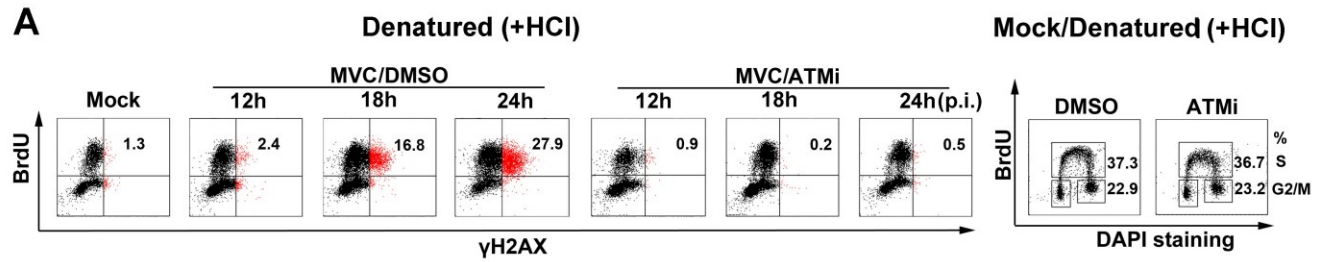 A
Denatured (+HCl)
Mock/Denatured (+HCl)
MVC/DMSO
MVC/ATMi
Mock
12h
18h
24h
12h
18h
24h(p.i.)
DMSO
ATMi
BrdU
1.3
2.4
16.8
27.9
0.9
0.2
0.5
γH2AX
BrdU
%
37.3
36.7
S
22.9
23.2
G2/M
DAPI staining